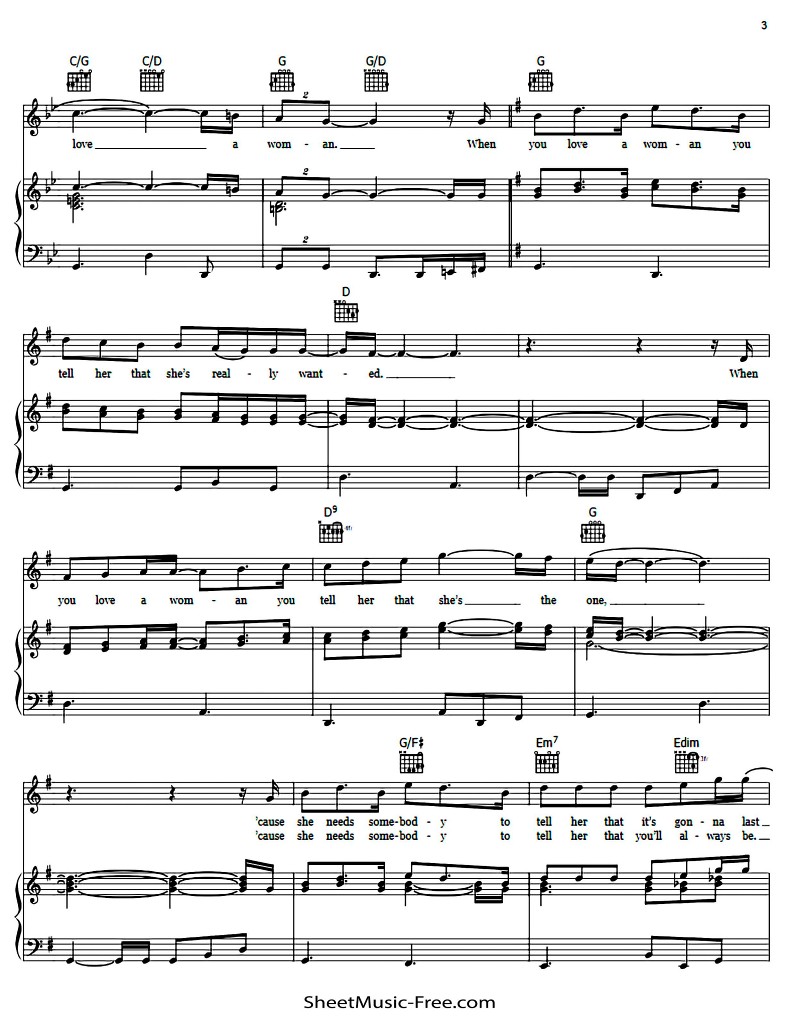 3
C/G C/D G G/D G
2
love a wom - an. When you love a wom - an you
2
2
D
tell her that she's real - ly want - ed. When
D9 G
you love a wom - an you tell her that she's the one,
G/F# Em7 Edim
'cause she needs some-bod - y to tell her that it's gon - na last
'cause she needs some-bod - y to tell her that you'll al - ways be.
SheetMusic-Free.com